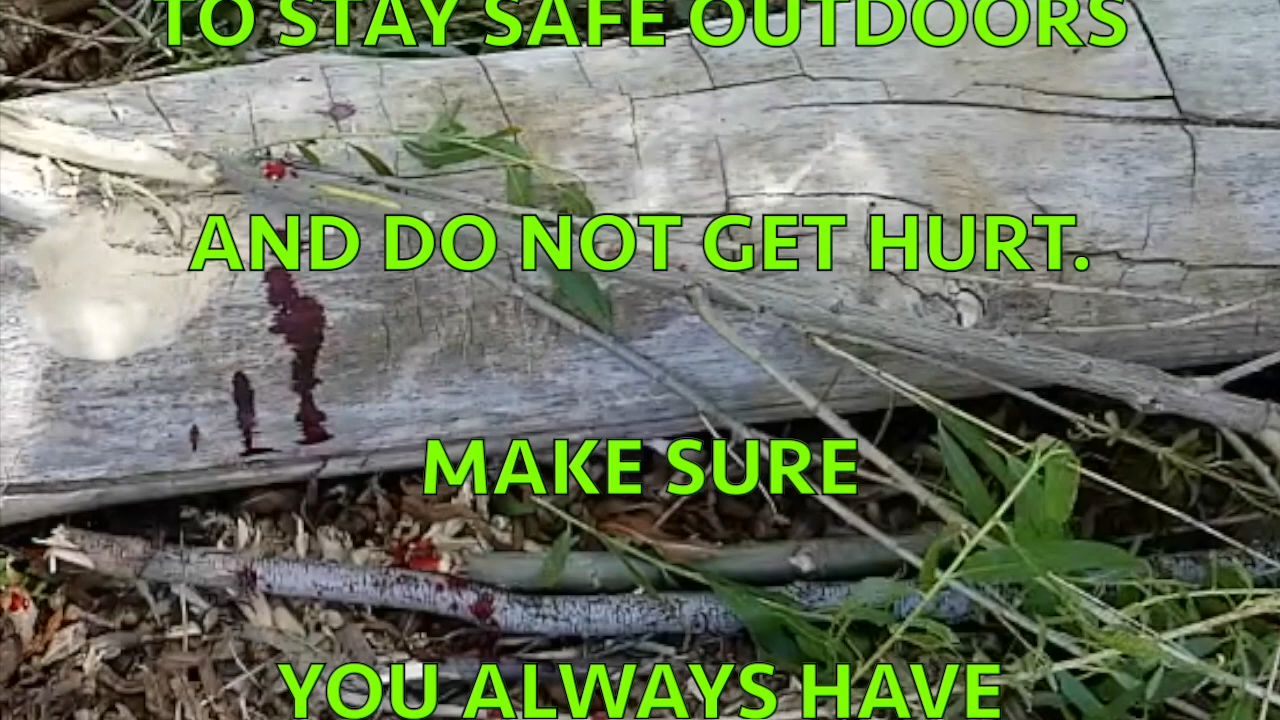 TO STAY SAFE OUTDOORS
AND DO NOT GET HURT.
MAKE SURE
YOU ALWAYS HAVE